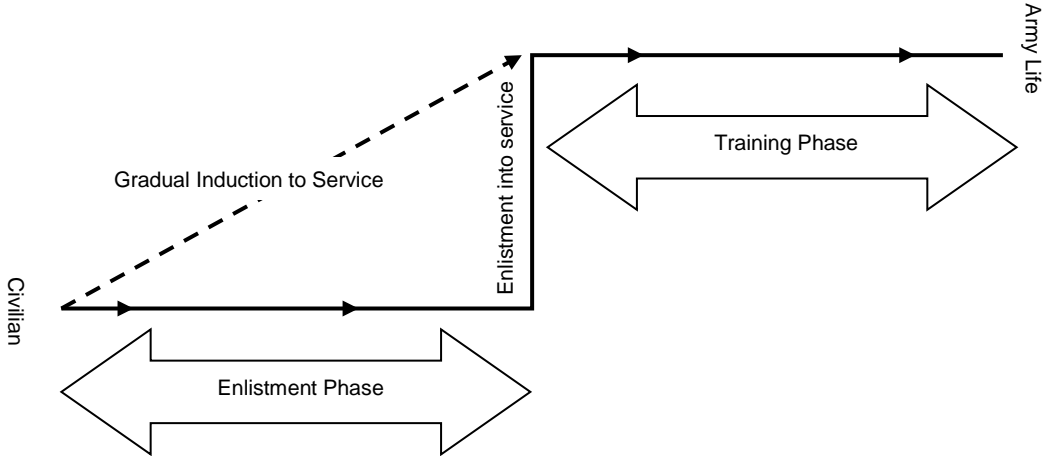 Army Life
Enlistment into service
Training Phase
Gradual Induction to Service
Civilian
Enlistment Phase